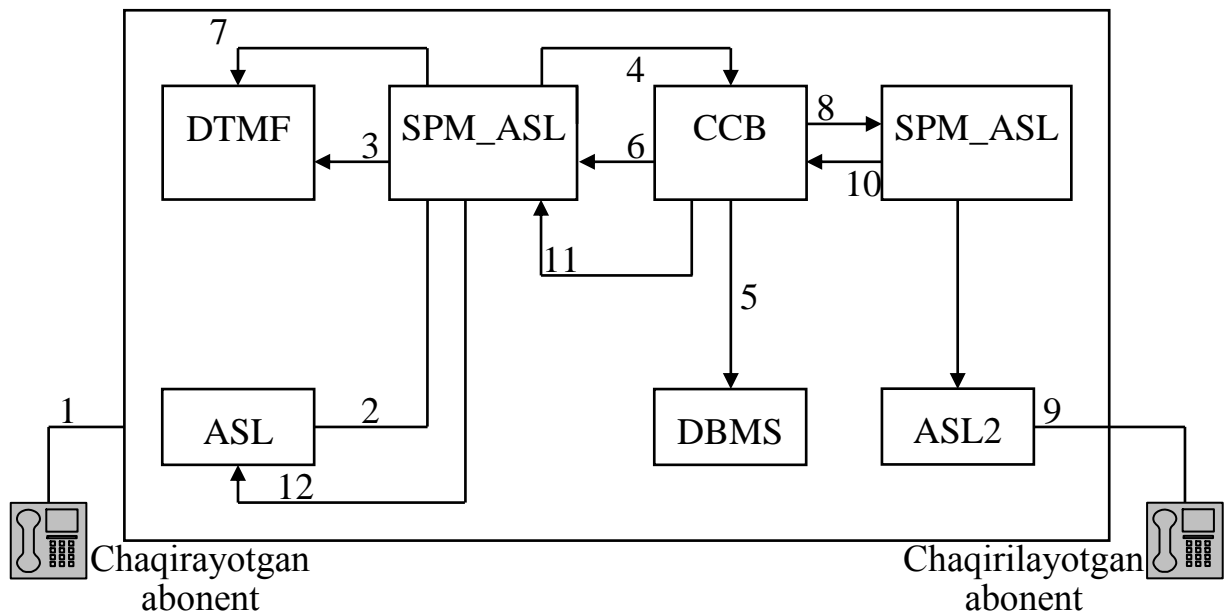 7
4
DTMF
SPM_ASL
CCB
8
SPM_ASL
3
6
10
11
5
1
ASL
2
DBMS
ASL2
9
12
Chaqirayotgan
abonent
Chaqirilayotgan
abonent